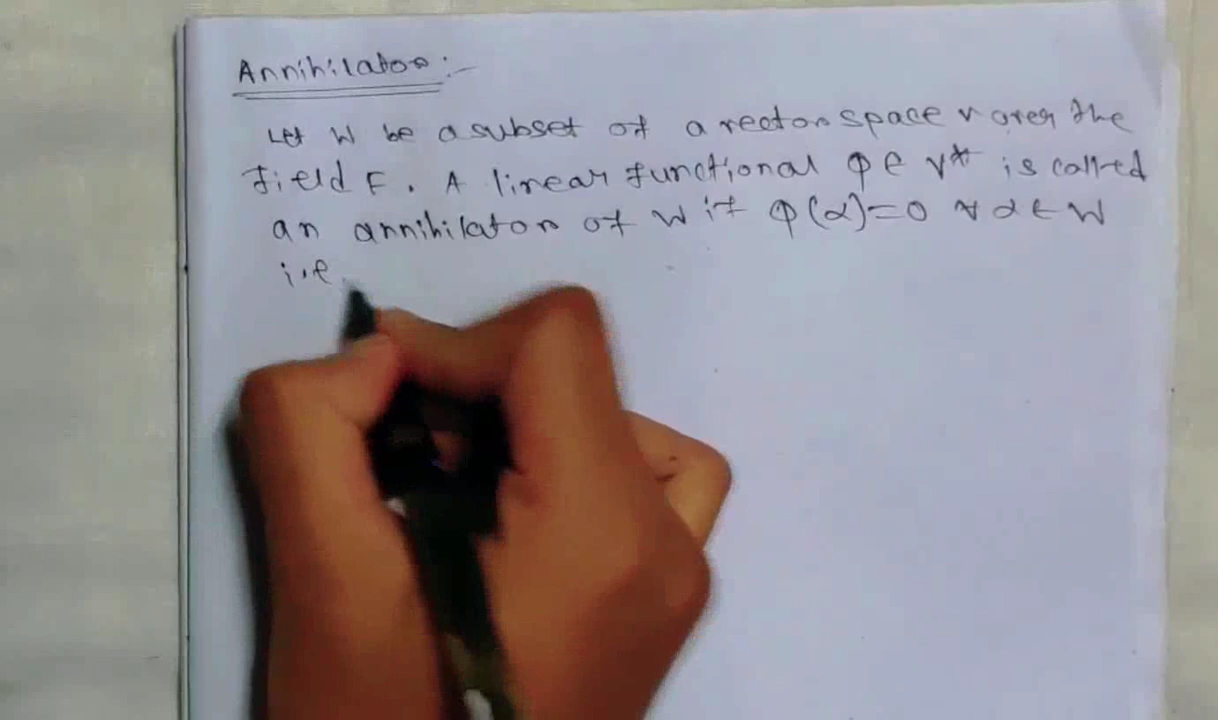 Annihilator :-
Let W be a subset of a vector space V over the
field F. A linear functional φ ∈ V* is called
an annihilator of W if φ(α)=0 ∀ α ∈ W
i.e.